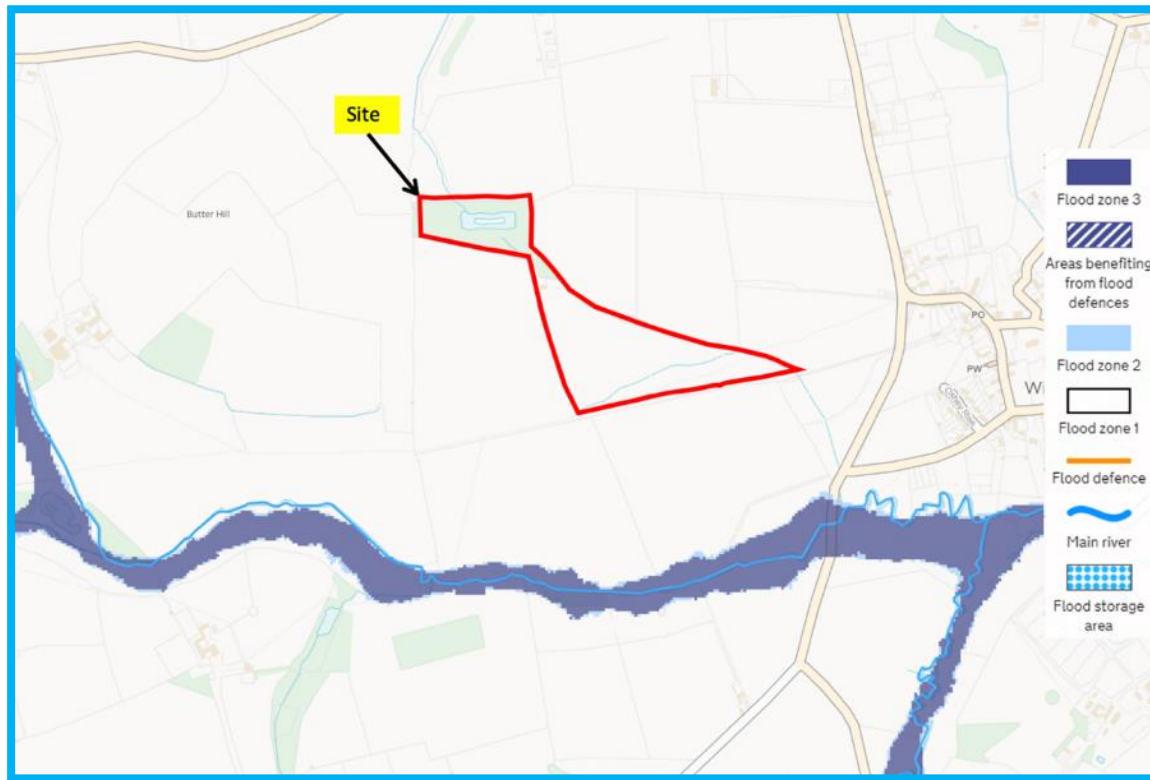 Site
Butter Hill
PO
PW
Wi
Flood zone 3
Areas benefiting
from flood
defences
Flood zone 2
Flood zone 1
Flood defence
Main river
Flood storage
area